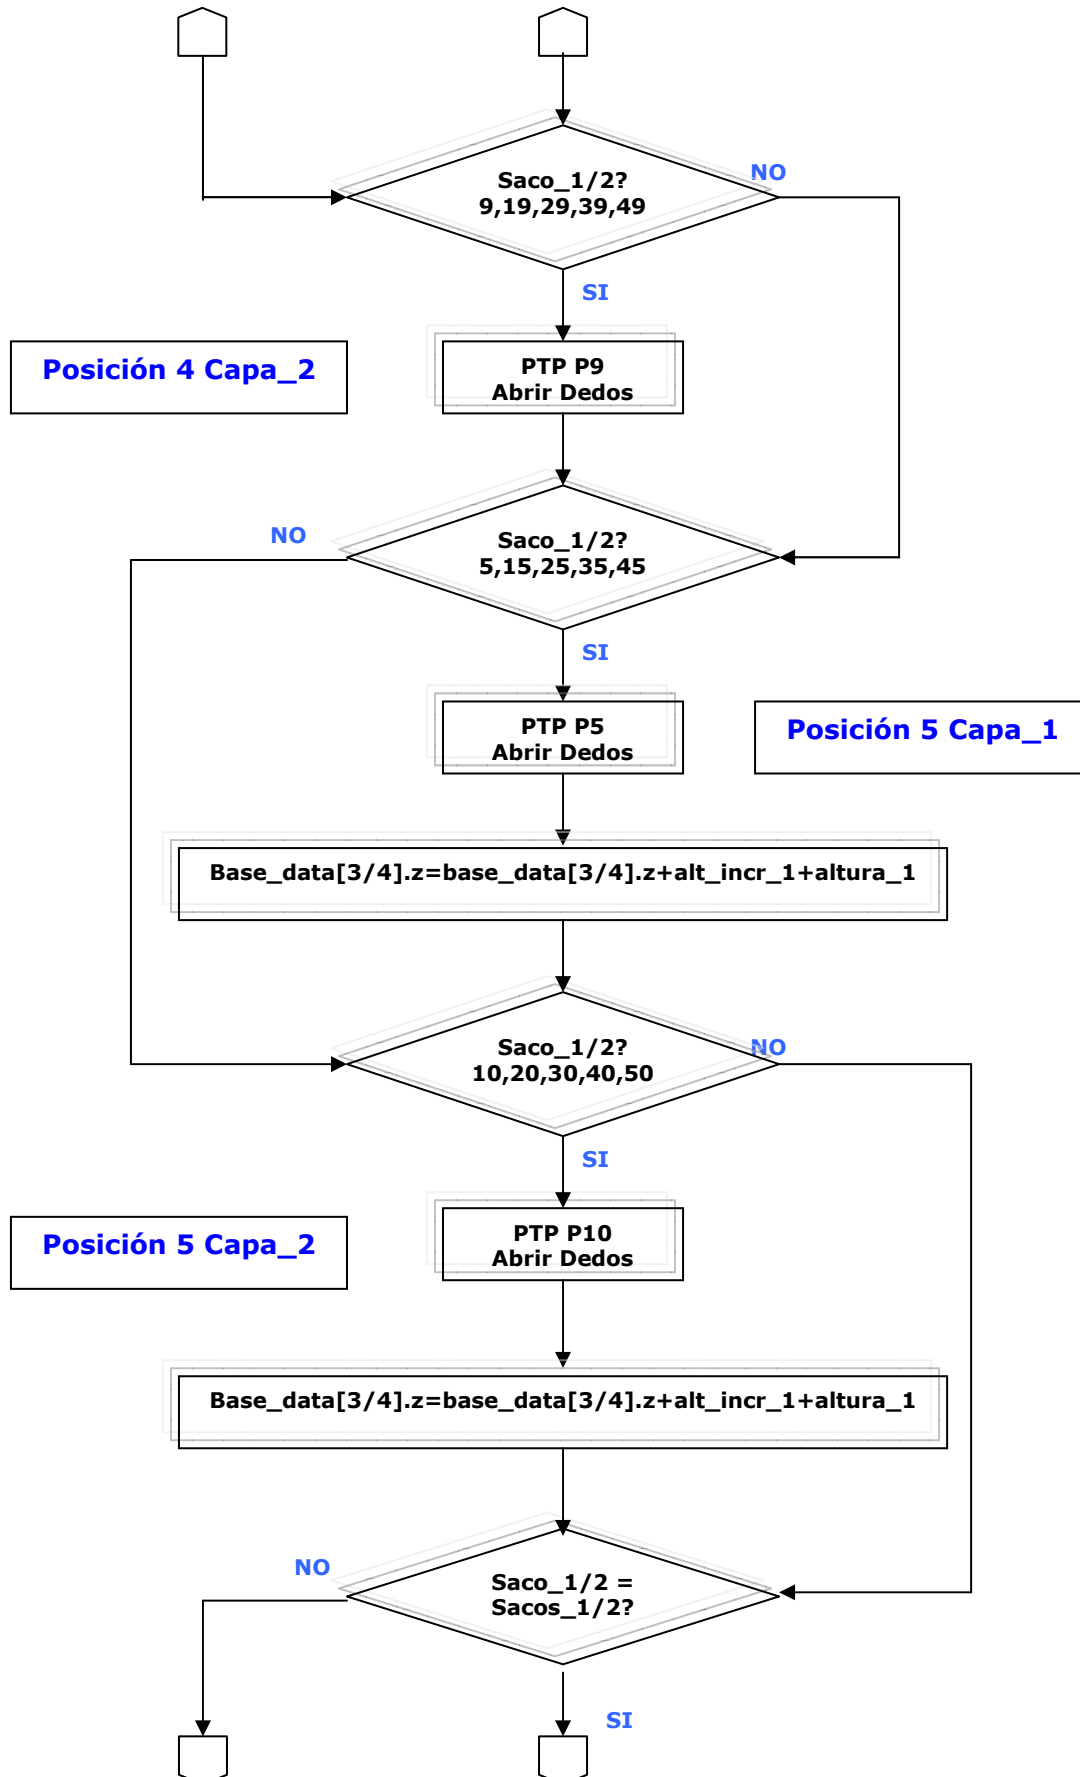 Saco_1/2?
NO
9,19,29,39,49
SI
Posición 4 Capa_2
PTP P9
Abrir Dedos
NO
Saco_1/2?
5,15,25,35,45
SI
PTP P5
Abrir Dedos
Posición 5 Capa_1
Base_data[3/4].z=base_data[3/4].z+alt_incr_1+altura_1
Saco_1/2?
NO
10,20,30,40,50
SI
Posición 5 Capa_2
PTP P10
Abrir Dedos
Base_data[3/4].z=base_data[3/4].z+alt_incr_1+altura_1
NO
Saco_1/2 =
Sacos_1/2?
SI